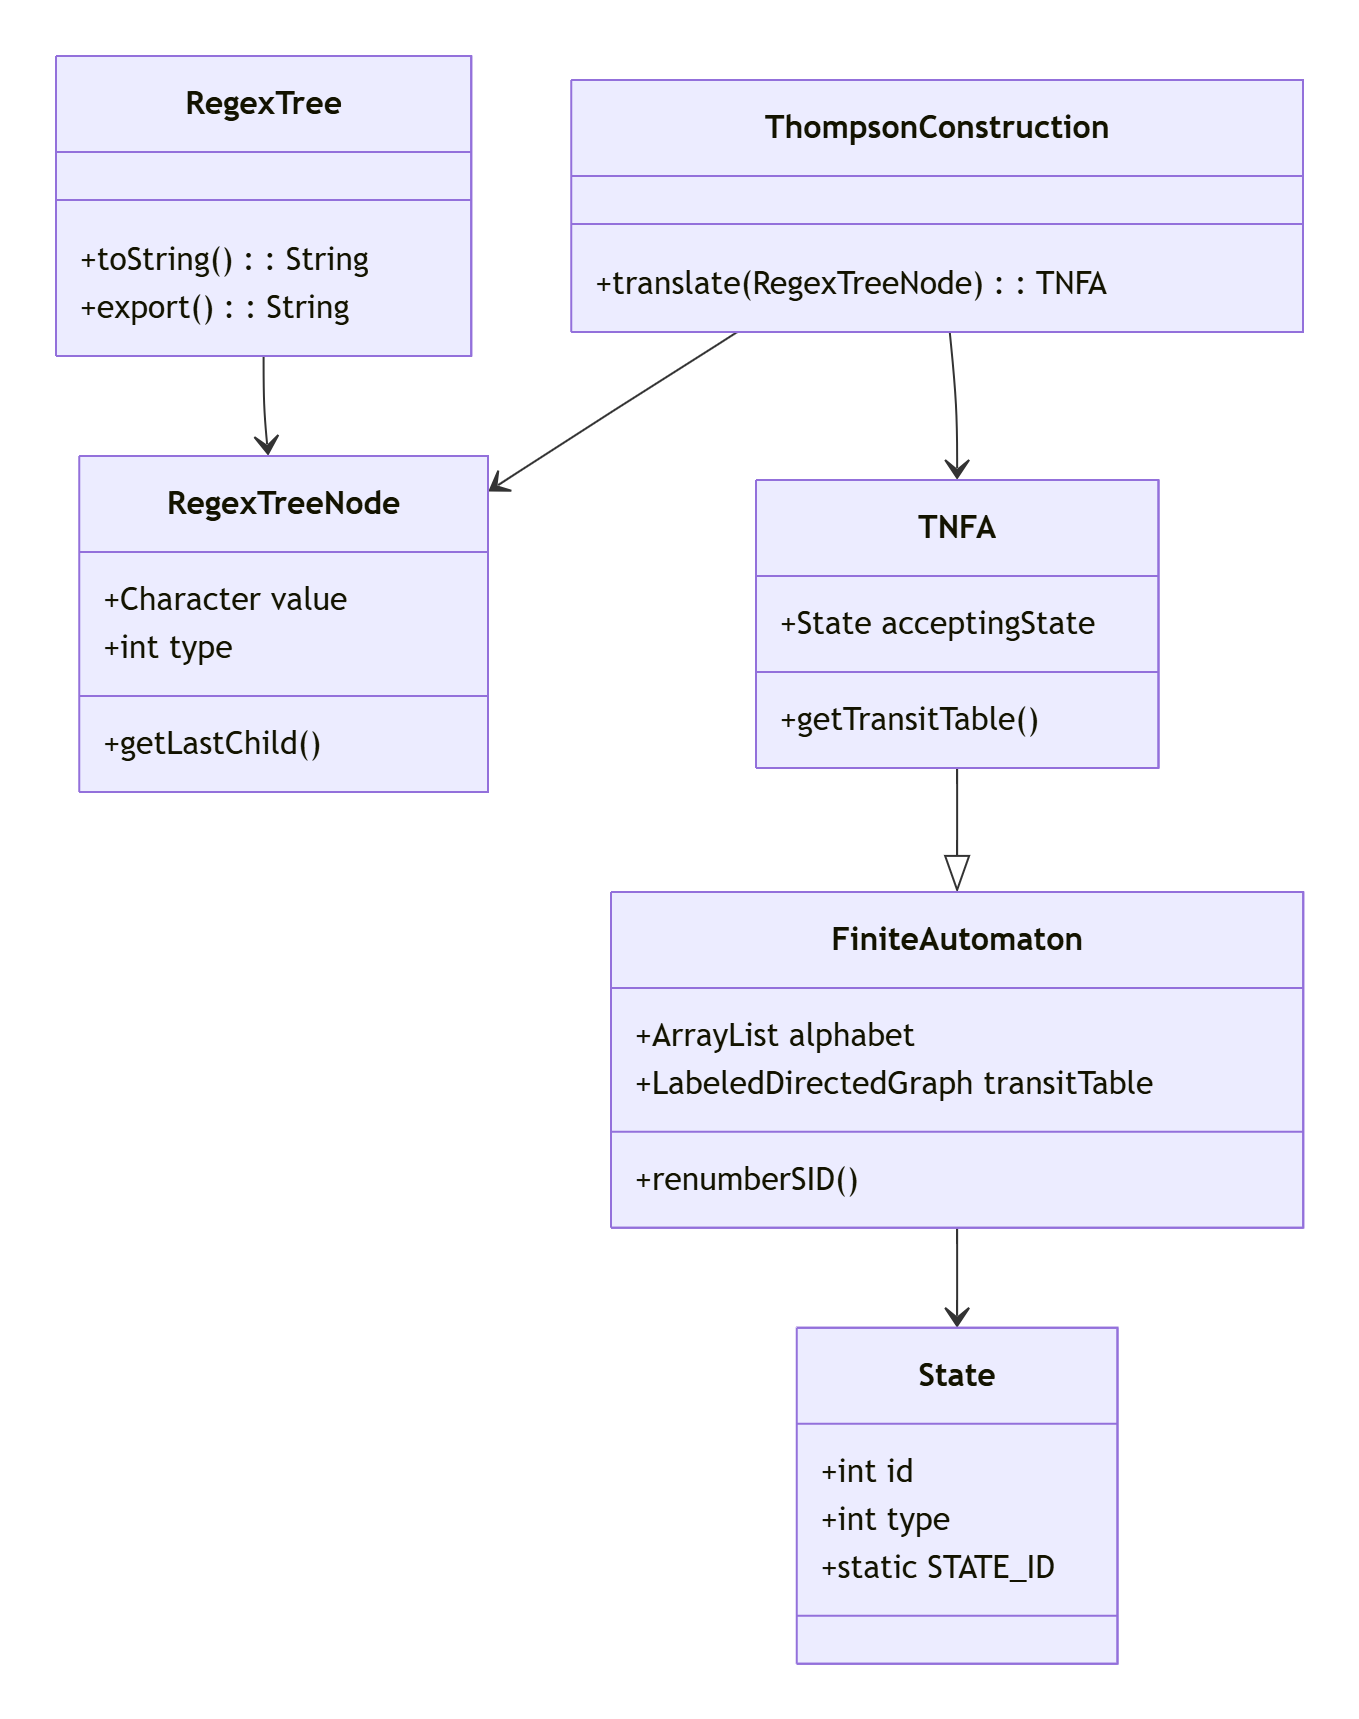 RegexTree
+toString() : : String
+export() : : String
ThompsonConstruction
+translate(RegexTreeNode) : : TNFA
RegexTreeNode
+Character value
+int type
+getLastChild()
TNFA
+State acceptingState
+getTransitTable()
FiniteAutomaton
+ArrayList alphabet
+LabeledDirectedGraph transitTable
+renumberSID()
State
+int id
+int type
+static STATE_ID